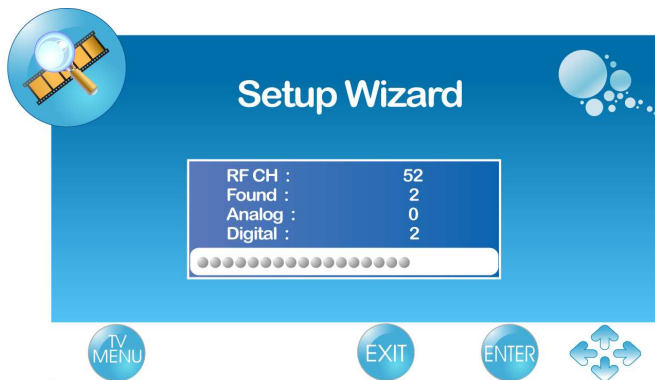 Setup Wizard
RF CH : 52
Found : 2
Analog : 0
Digital : 2
TV
MENU
EXIT
ENTER